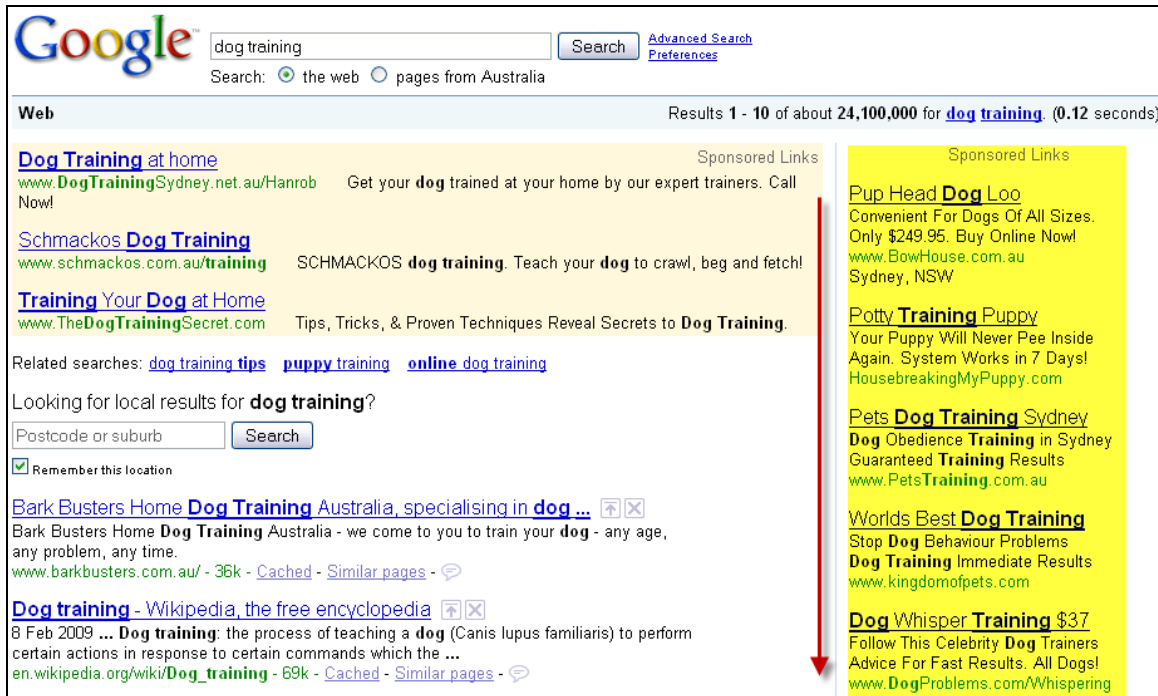 Google™
dog training
Search
Advanced Search
Preferences
Search: the web pages from Australia
Web
Results 1 - 10 of about 24,100,000 for dog training. (0.12 seconds)
Dog Training at home
Sponsored Links
www.DogTrainingSydney.net.au/Hanrob Get your dog trained at your home by our expert trainers. Call
Now!
Schmackos Dog Training
www.schmackos.com.au/training SCHMACKOS dog training. Teach your dog to crawl, beg and fetch!
Training Your Dog at Home
www.TheDogTrainingSecret.com Tips, Tricks, & Proven Techniques Reveal Secrets to Dog Training.
Related searches: dog training tips puppy training online dog training
Looking for local results for dog training?
Postcode or suburb
Search
Remember this location
Bark Busters Home Dog Training Australia, specialising in dog ...
Bark Busters Home Dog Training Australia - we come to you to train your dog - any age,
any problem, any time.
www.barkbusters.com.au/ - 36k - Cached - Similar pages -
Dog training - Wikipedia, the free encyclopedia
8 Feb 2009 ... Dog training: the process of teaching a dog (Canis lupus familiaris) to perform
certain actions in response to certain commands which the ...
en.wikipedia.org/wiki/Dog_training - 69k - Cached - Similar pages -
Sponsored Links
Pup Head Dog Loo
Convenient For Dogs Of All Sizes.
Only $249.95. Buy Online Now!
www.BowHouse.com.au
Sydney, NSW
Potty Training Puppy
Your Puppy Will Never Pee Inside
Again. System Works in 7 Days!
HousebreakingMyPuppy.com
Pets Dog Training Sydney
Dog Obedience Training in Sydney
Guaranteed Training Results
www.PetsTraining.com.au
Worlds Best Dog Training
Stop Dog Behaviour Problems
Dog Training Immediate Results
www.kingdomofpets.com
Dog Whisper Training $37
Follow This Celebrity Dog Trainers
Advice For Fast Results. All Dogs!
www.DogProblems.com/Whispering